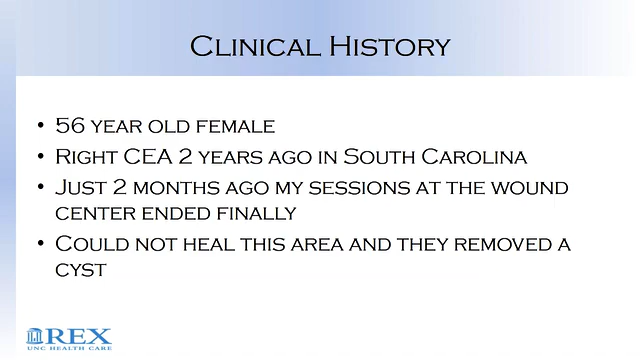 Clinical History
• 56 year old female
• Right CEA 2 years ago in South Carolina
• Just 2 months ago my sessions at the wound
center ended finally
• Could not heal this area and they removed a
cyst
REX
UNC HEALTH CARE